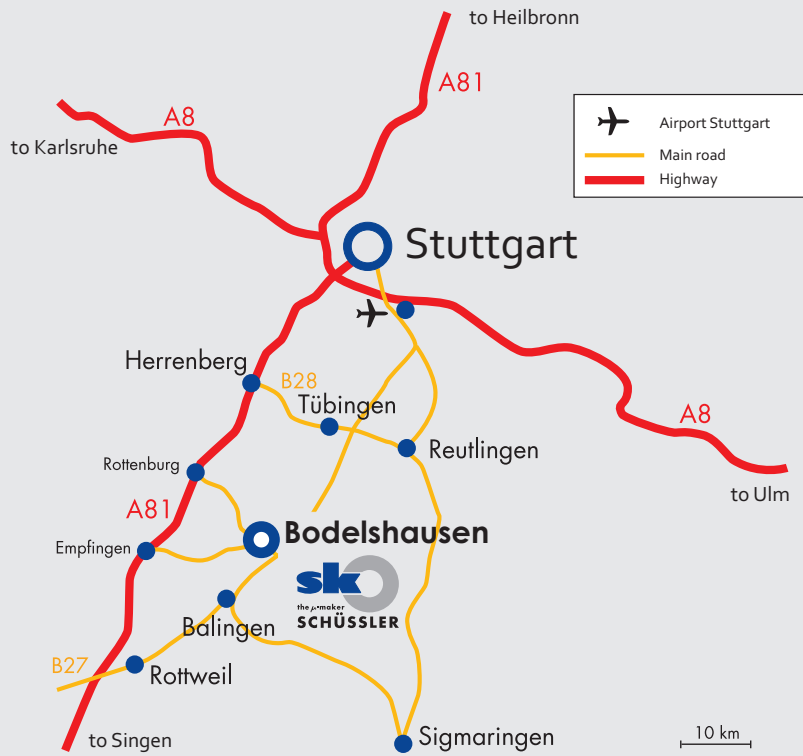 to Heilbronn
A81
A8
to Karlsruhe
Airport Stuttgart
Main road
Highway
Stuttgart
Herrenberg
B28
Tübingen
Reutlingen
A8
to Ulm
Rottenburg
A81
Empfingen
Bodelshausen
sk
the µ-maker
SCHÜSSLER
Balingen
B27
Rottweil
to Singen
Sigmaringen
10 km